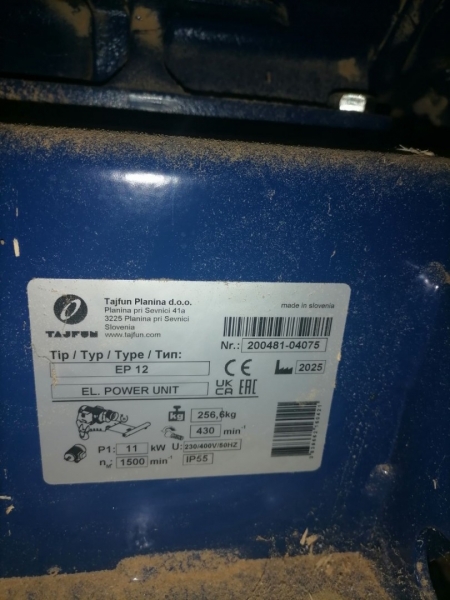 Tajfun Planina d.o.o.
Planina pri Sevnici 41a
3225 Planina pri Sevnici
Slovenia
www.tajfun.com
TAJFUN
made in slovenia
Nr.: 200481-04075
Tip / Typ / Type / Тип:
EP 12
CE
2025
EL. POWER UNIT
UK
CA
EAC
kg 256,6kg
430 min⁻¹
P1: 11 kW U: 230/400V/50HZ
n: 1500 min⁻¹ IP55